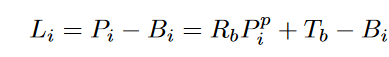 L_i = P_i − B_i = R_b P_i^p + T_b − B_i